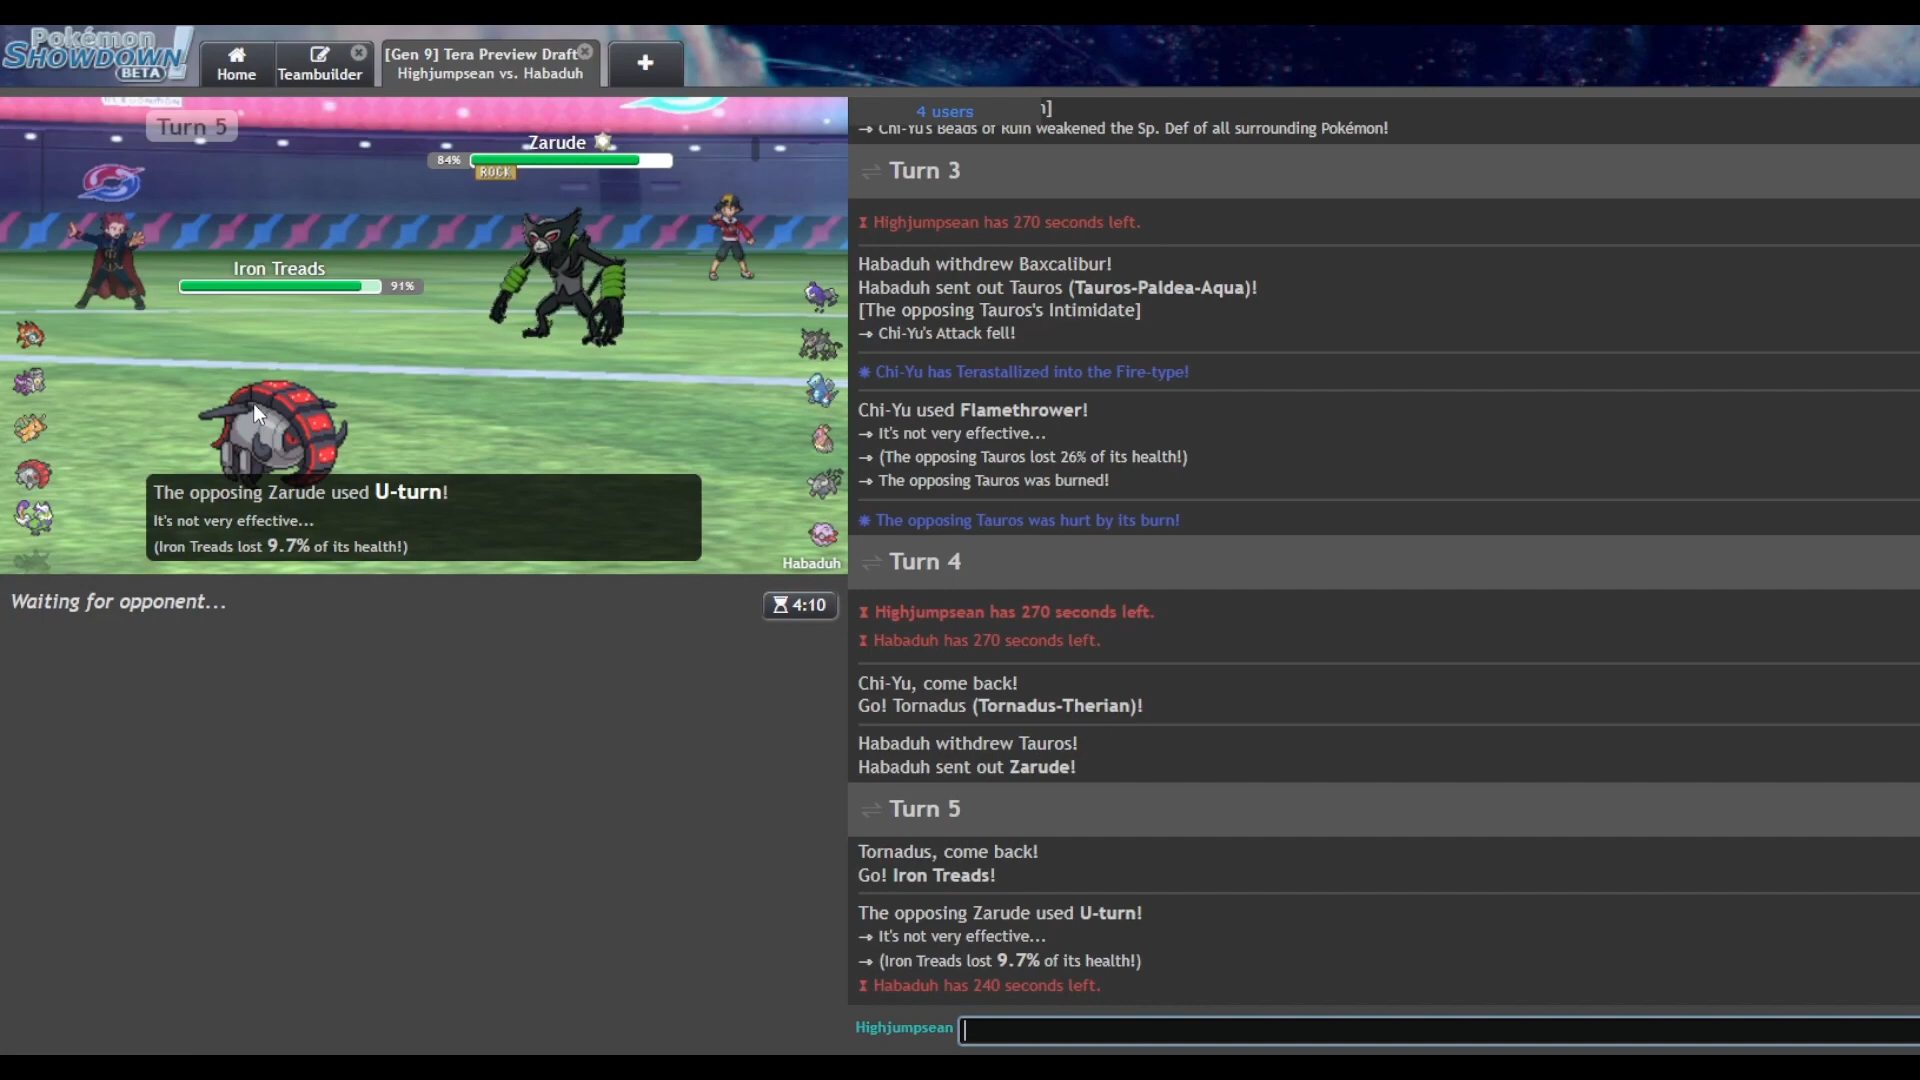 Pokémon
SHOWDOWN!
BETA
Home
Teambuilder
[Gen 9] Tera Preview Draft
Highjumpsean vs. Habaduh
+
Turn 5
Zarude
84%
ROCK
Iron Treads
91%
The opposing Zarude used U-turn!
It's not very effective...
(Iron Treads lost 9.7% of its health!)
Habaduh
Waiting for opponent...
4:10
4 users
Chi-Yu's Beads of Ruin weakened the Sp. Def of all surrounding Pokémon!
Turn 3
Highjumpsean has 270 seconds left.
Habaduh withdrew Baxcalibur!
Habaduh sent out Tauros (Tauros-Paldea-Aqua)!
[The opposing Tauros's Intimidate]
Chi-Yu's Attack fell!
Chi-Yu has Terastallized into the Fire-type!
Chi-Yu used Flamethrower!
It's not very effective...
(The opposing Tauros lost 26% of its health!)
The opposing Tauros was burned!
The opposing Tauros was hurt by its burn!
Turn 4
Highjumpsean has 270 seconds left.
Habaduh has 270 seconds left.
Chi-Yu, come back!
Go! Tornadus (Tornadus-Therian)!
Habaduh withdrew Tauros!
Habaduh sent out Zarude!
Turn 5
Tornadus, come back!
Go! Iron Treads!
The opposing Zarude used U-turn!
It's not very effective...
(Iron Treads lost 9.7% of its health!)
Habaduh has 240 seconds left.
Highjumpsean